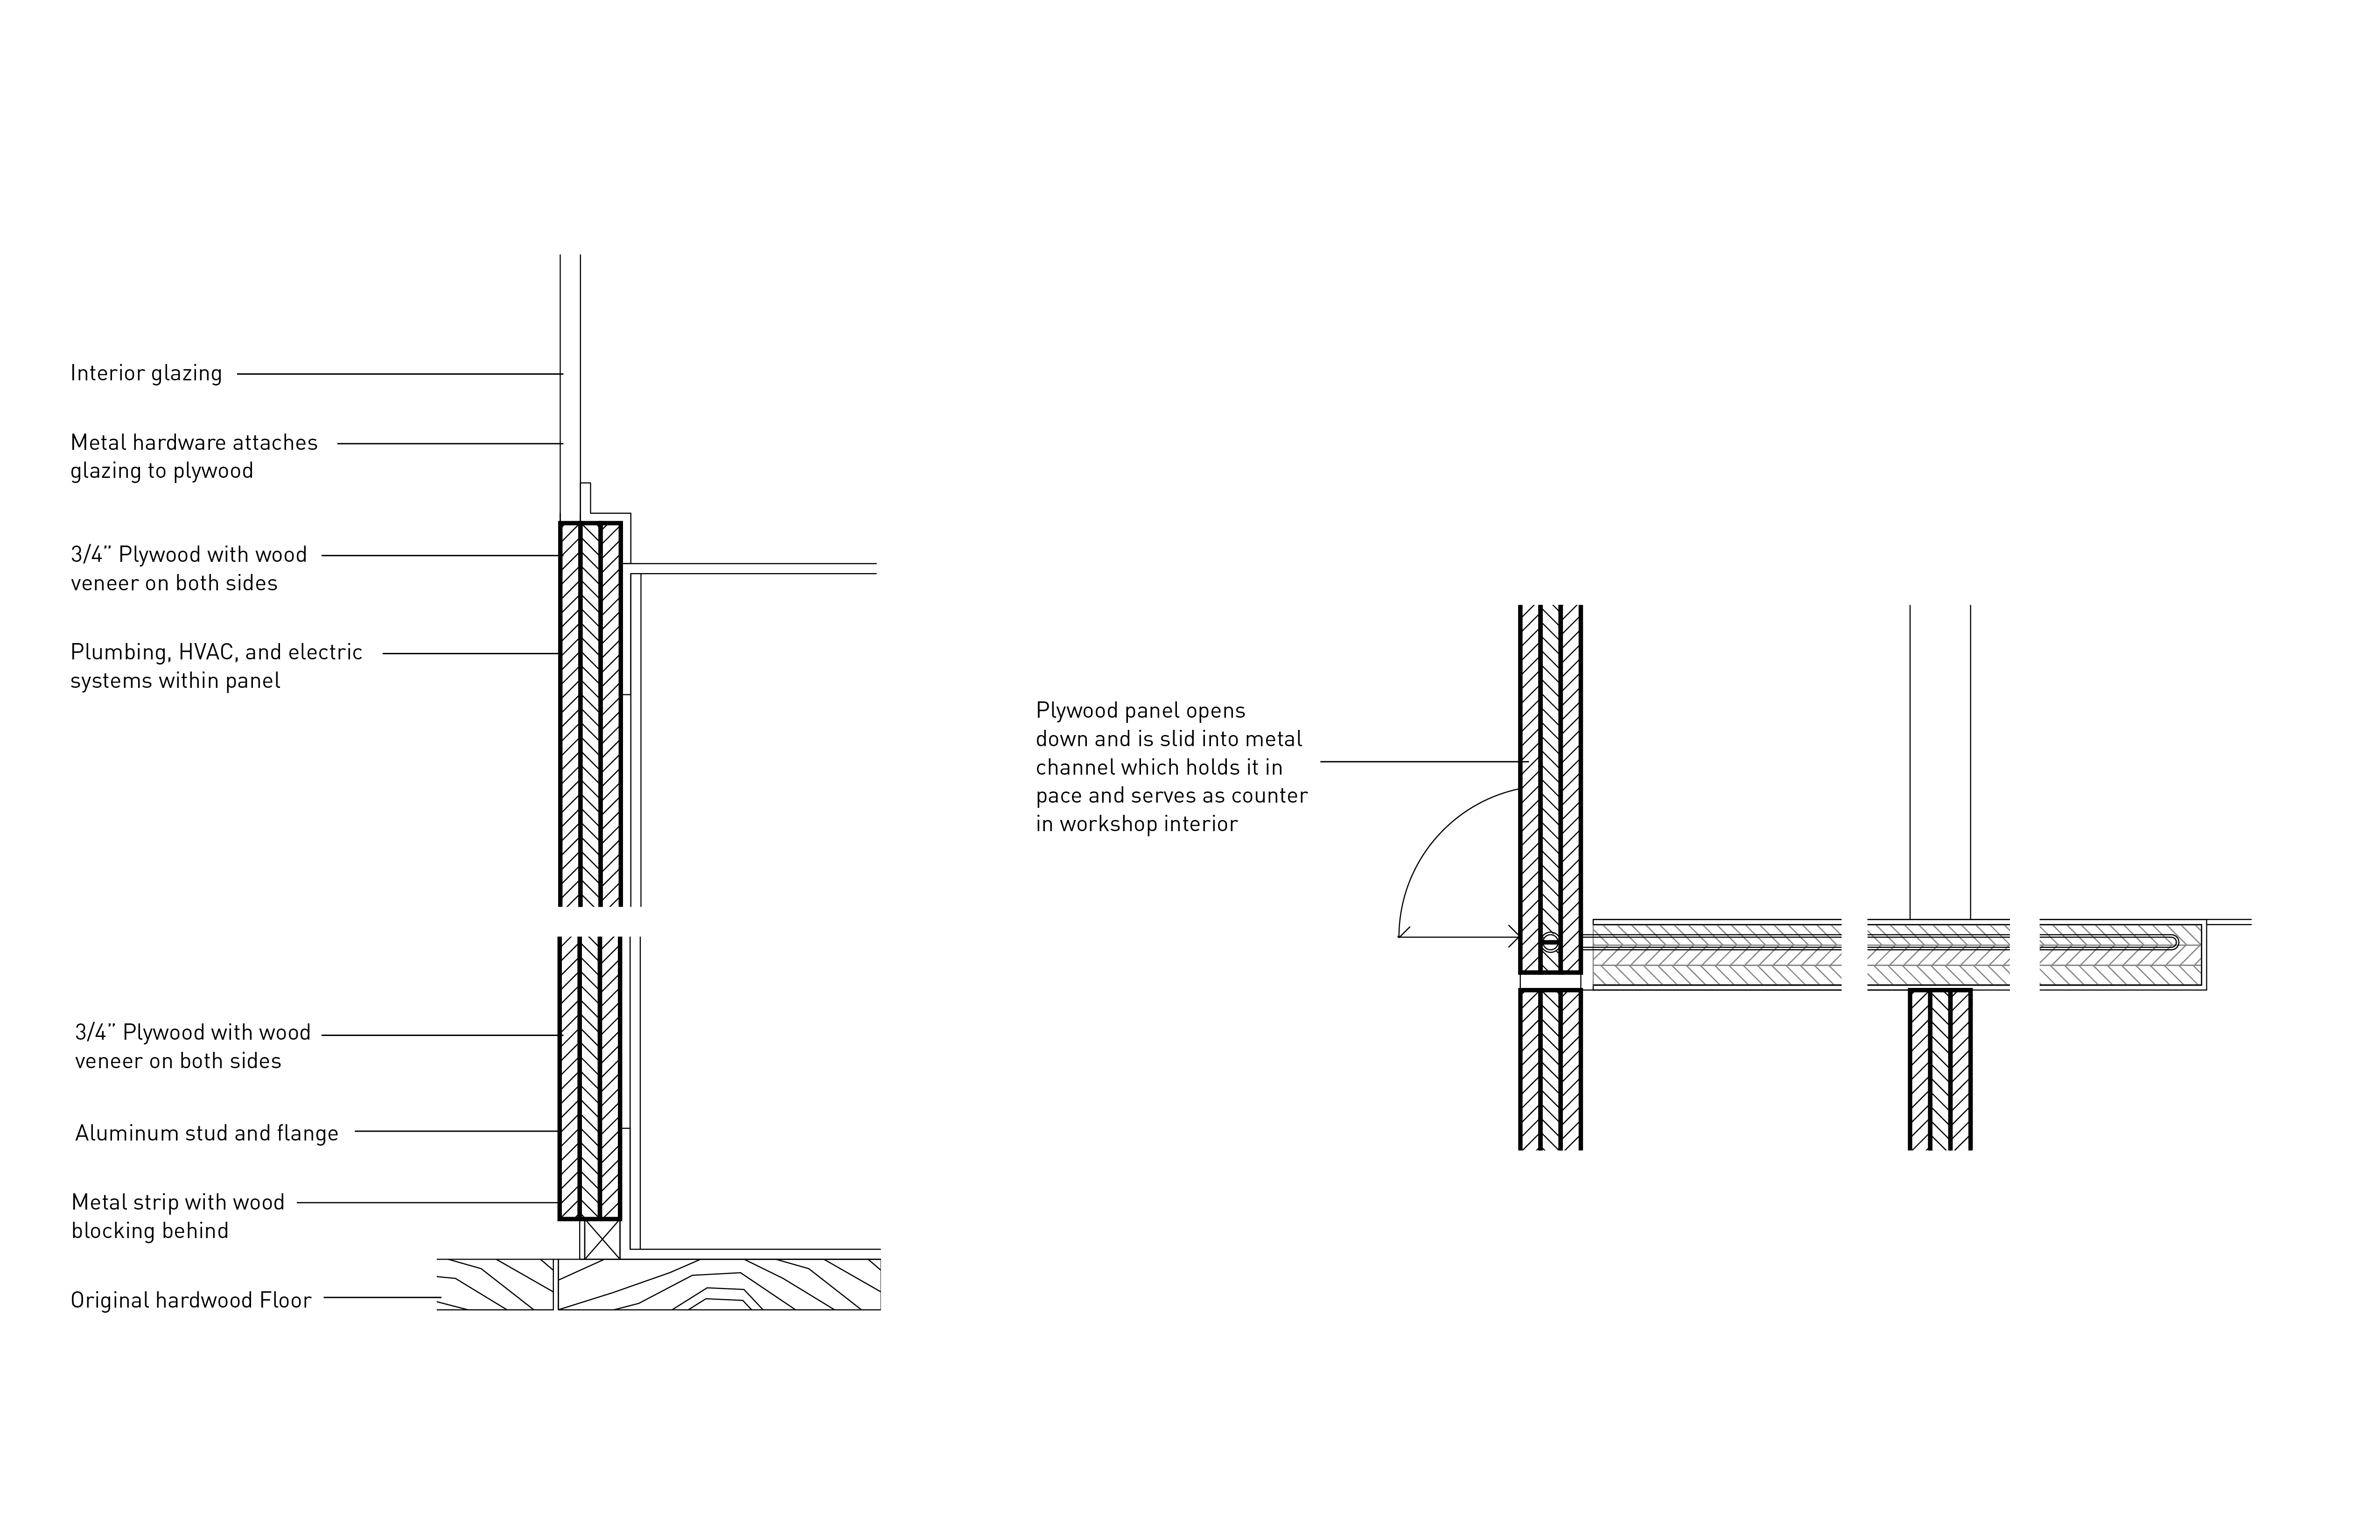 Interior glazing
Metal hardware attaches
glazing to plywood
3/4” Plywood with wood
veneer on both sides
Plumbing, HVAC, and electric
systems within panel
3/4” Plywood with wood
veneer on both sides
Aluminum stud and flange
Metal strip with wood
blocking behind
Original hardwood Floor
Plywood panel opens
down and is slid into metal
channel which holds it in
pace and serves as counter
in workshop interior